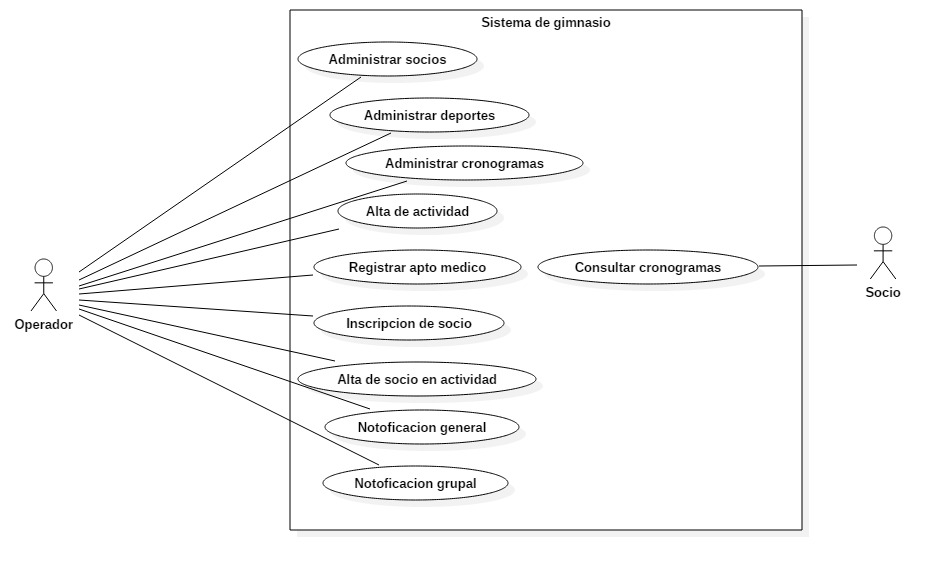 Sistema de gimnasio
Administrar socios
Administrar deportes
Administrar cronogramas
Alta de actividad
Registrar apto medico
Consultar cronogramas
Socio
Operador
Inscripcion de socio
Alta de socio en actividad
Notoficacion general
Notoficacion grupal